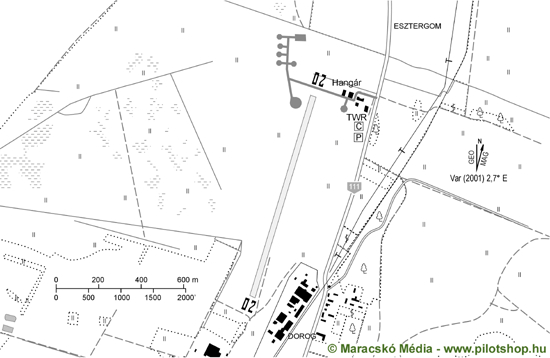 ESZTERGOM
02
Hangár
TWR
C
P
N
GEO
MAG
Var (2001) 2,7° E
111
0 200 400 600 m
0 500 1000 1500 2000'
02
DOROG
© Maracskó Média - www.pilotshop.hu